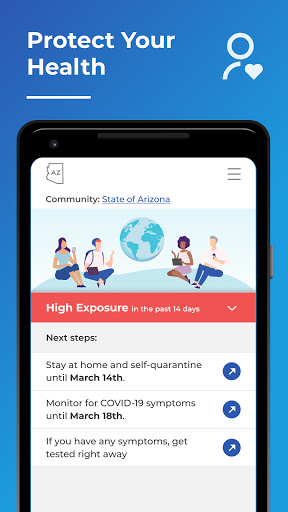 Protect Your
Health
AZ
Community: State of Arizona
High Exposure in the past 14 days
Next steps:
Stay at home and self-quarantine
until March 14th.
Monitor for COVID-19 symptoms
until March 18th.
If you have any symptoms, get
tested right away